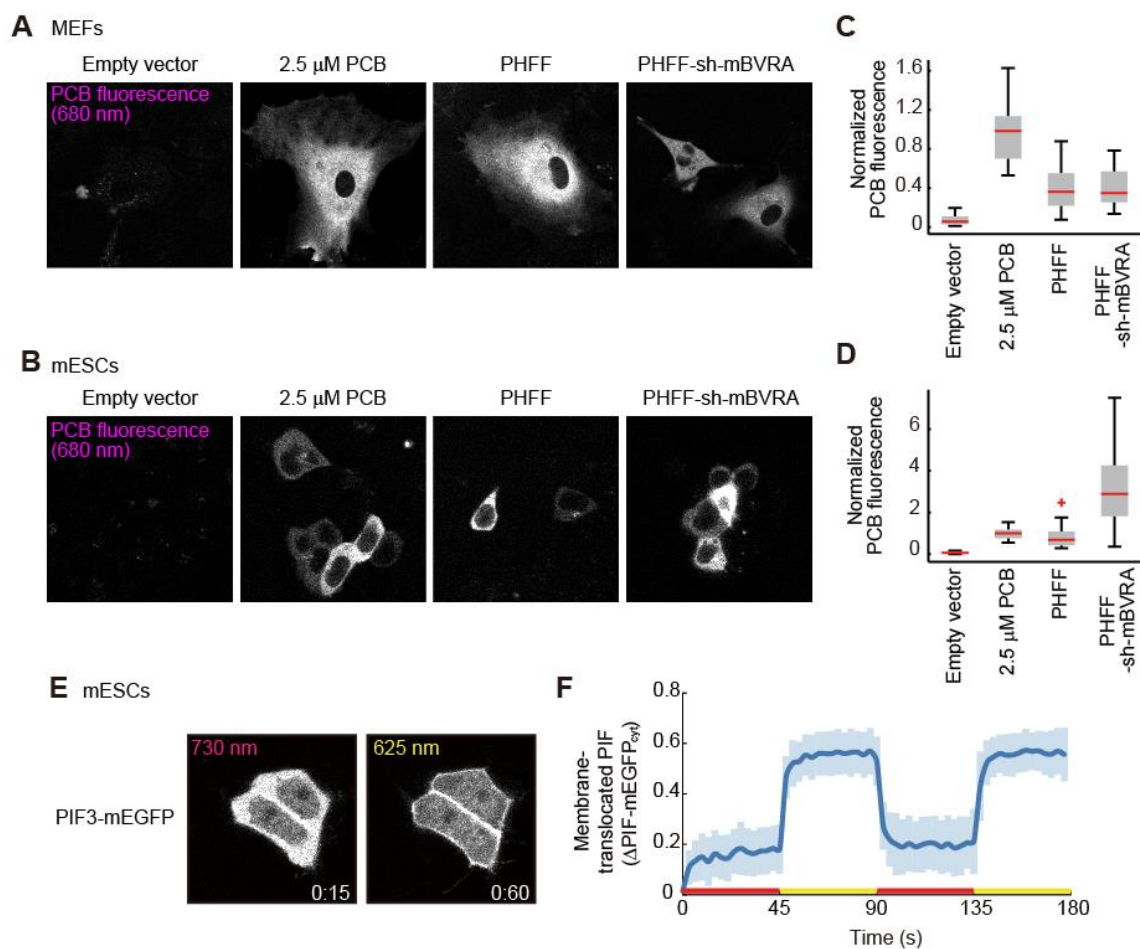 A MEFs
Empty vector
2.5 μM PCB
PHFF
PHFF-sh-mBVRA
PCB fluorescence
(680 nm)
C
Normalized
PCB fluorescence
1.6
1.2
0.8
0.4
0
Empty vector
2.5 μM PCB
PHFF
PHFF
-sh-mBVRA
B mESCs
Empty vector
2.5 μM PCB
PHFF
PHFF-sh-mBVRA
PCB fluorescence
(680 nm)
D
Normalized
PCB fluorescence
6
4
2
0
Empty vector
2.5 μM PCB
PHFF
PHFF
-sh-mBVRA
E mESCs
PIF3-mEGFP
730 nm
0:15
625 nm
0:60
F
Membrane-
translocated PIF
(ΔPIF-mEGFPcyt)
0.8
0.6
0.4
0.2
0
0 45 90 135 180
Time (s)